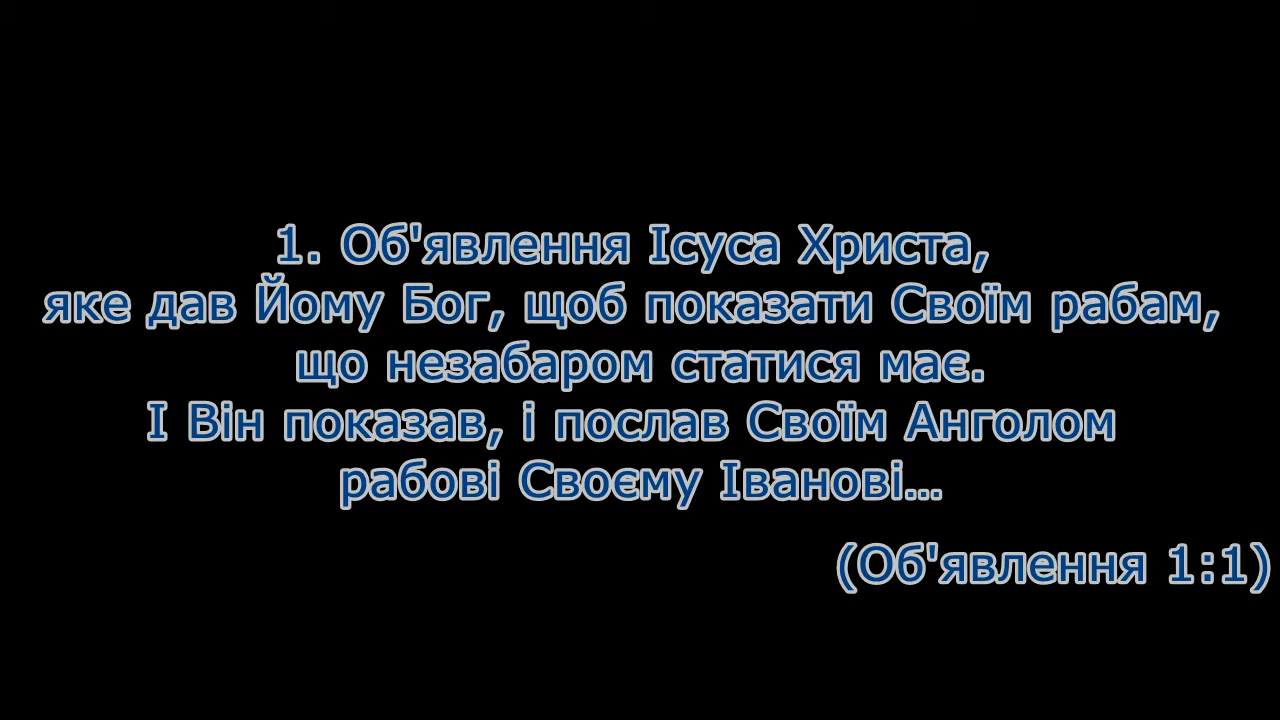 1. Об'явлення Ісуса Христа,
яке дав Йому Бог, щоб показати Своїм рабам,
що незабаром статися має.
І Він показав, і послав Своїм Анголом
рабові Своєму Іванові...
(Об'явлення 1:1)